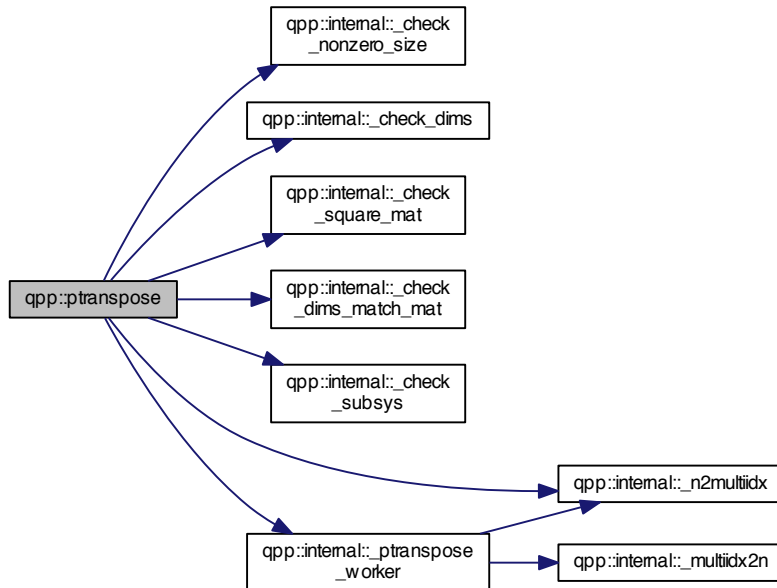 qpp::internal::_check
_nonzero_size
qpp::internal::_check_dims
qpp::internal::_check
_square_mat
qpp::ptranspose
qpp::internal::_check
_dims_match_mat
qpp::internal::_check
_subsys
qpp::internal::_n2multiidx
qpp::internal::_ptranspose
_worker
qpp::internal::_multiidx2n